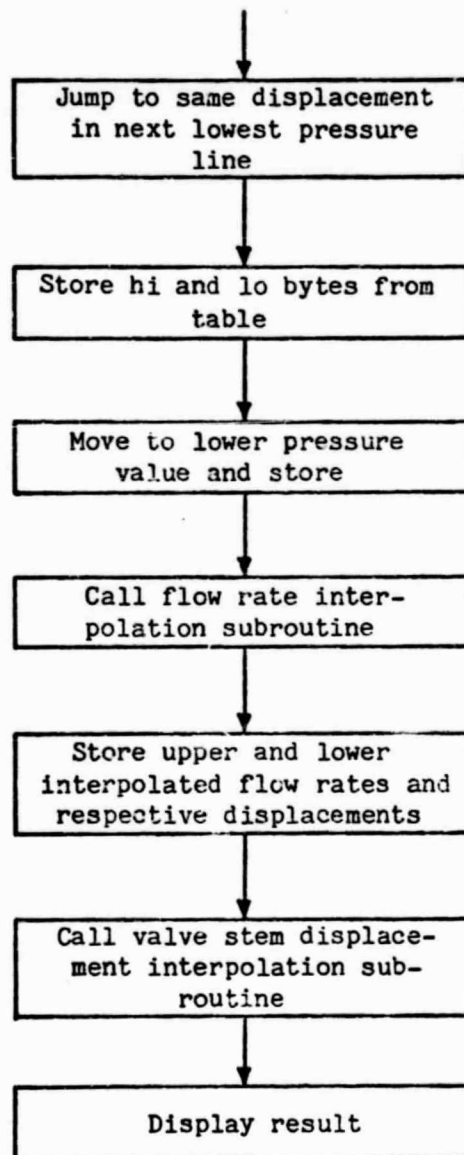 Jump to same displacement
in next lowest pressure
line
Store hi and lo bytes from
table
Move to lower pressure
value and store
Call flow rate inter-
polation subroutine
Store upper and lower
interpolated flow rates and
respective displacements
Call valve stem displace-
ment interpolation sub-
routine
Display result